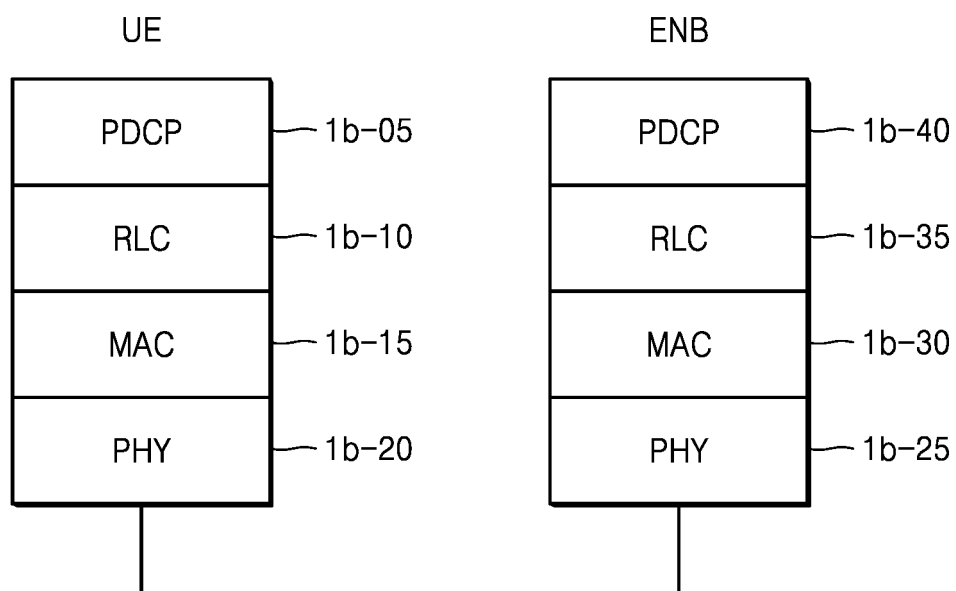 UE ENB
PDCP 1b-05 PDCP 1b-40
RLC 1b-10 RLC 1b-35
MAC 1b-15 MAC 1b-30
PHY 1b-20 PHY 1b-25